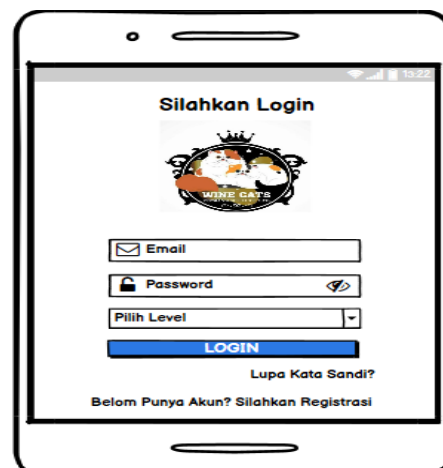 15:22
Silahkan Login
WINE CATS
Email
Password
Pilih Level
LOGIN
Lupa Kata Sandi?
Belom Punya Akun? Silahkan Registrasi